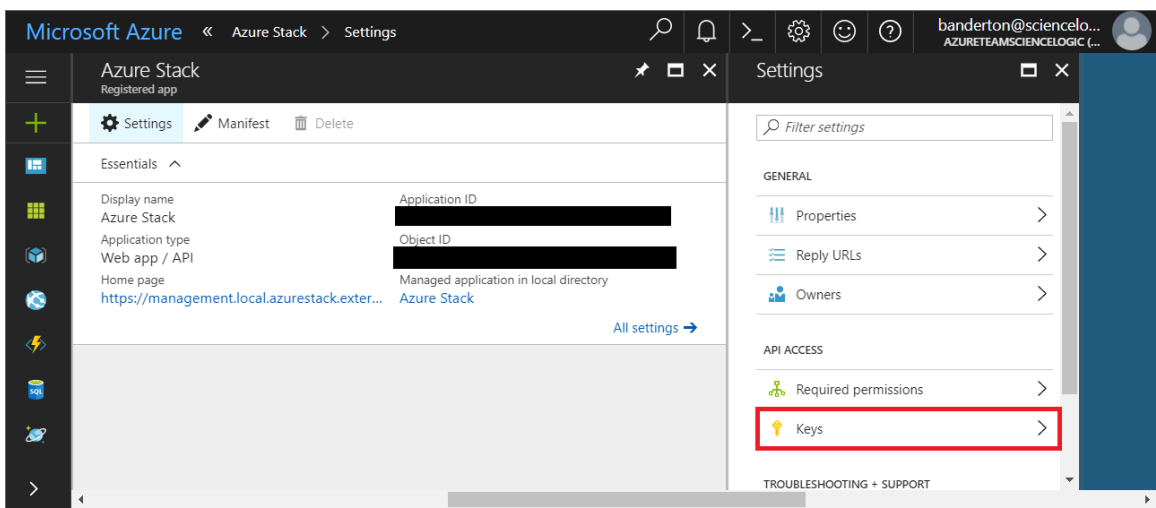 Microsoft Azure « Azure Stack > Settings
banderton@sciencelo...
AZURETEAMSCIENCELOGIC (...
Azure Stack
Registered app
Settings Manifest Delete
Essentials
Display name
Azure Stack
Application ID
Application type
Web app / API
Object ID
Home page
https://management.local.azurestack.exter...
Managed application in local directory
Azure Stack
All settings →
SQL
Settings
Filter settings
GENERAL
Properties
Reply URLs
Owners
API ACCESS
Required permissions
Keys
TROUBLESHOOTING + SUPPORT